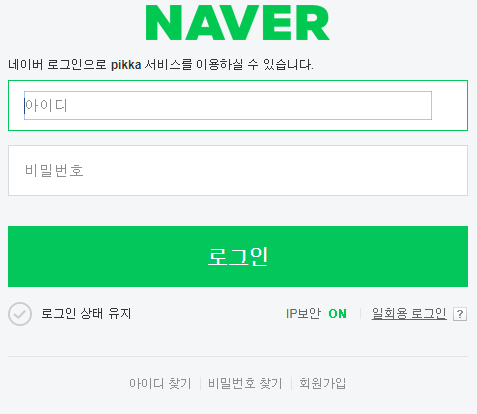 NAVER
네이버 로그인으로 pikka 서비스를 이용하실 수 있습니다.
아이디
비밀번호
로그인
로그인 상태 유지 IP보안 ON 일회용 로그인 ?
아이디 찾기 비밀번호 찾기 회원가입